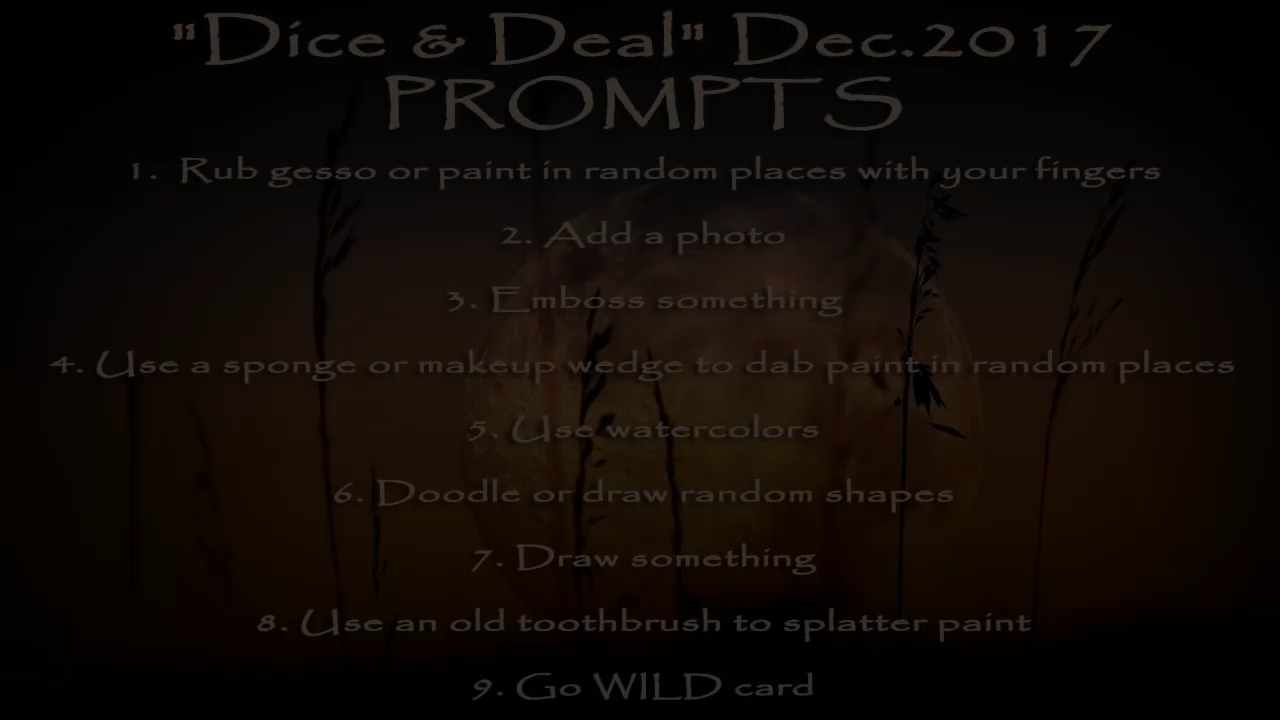 "Dice & Deal" Dec.2017
PROMPTS
1. Rub gesso or paint in random places with your fingers
2. Add a photo
3. Emboss something
4. Use a sponge or makeup wedge to dab paint in random places
5. Use watercolors
6. Doodle or draw random shapes
7. Draw something
8. Use an old toothbrush to splatter paint
9. Go WILD card